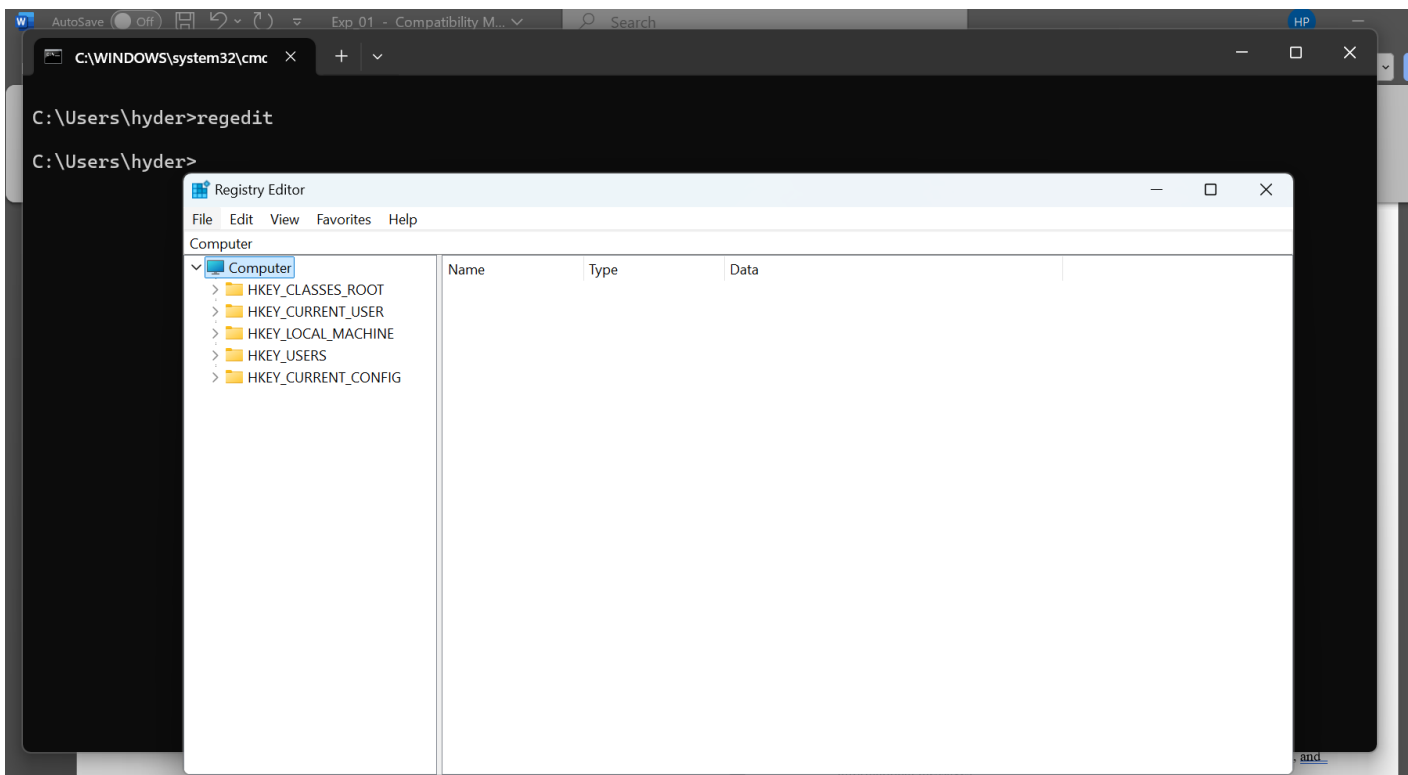 AutoSave Off Exp_01 - Compatibility M... Search HP
C:\WINDOWS\system32\cmc
C:\Users\hyder>regedit
C:\Users\hyder>
Registry Editor
File Edit View Favorites Help
Computer
Computer
Name Type Data
HKEY_CLASSES_ROOT
HKEY_CURRENT_USER
HKEY_LOCAL_MACHINE
HKEY_USERS
HKEY_CURRENT_CONFIG
, and